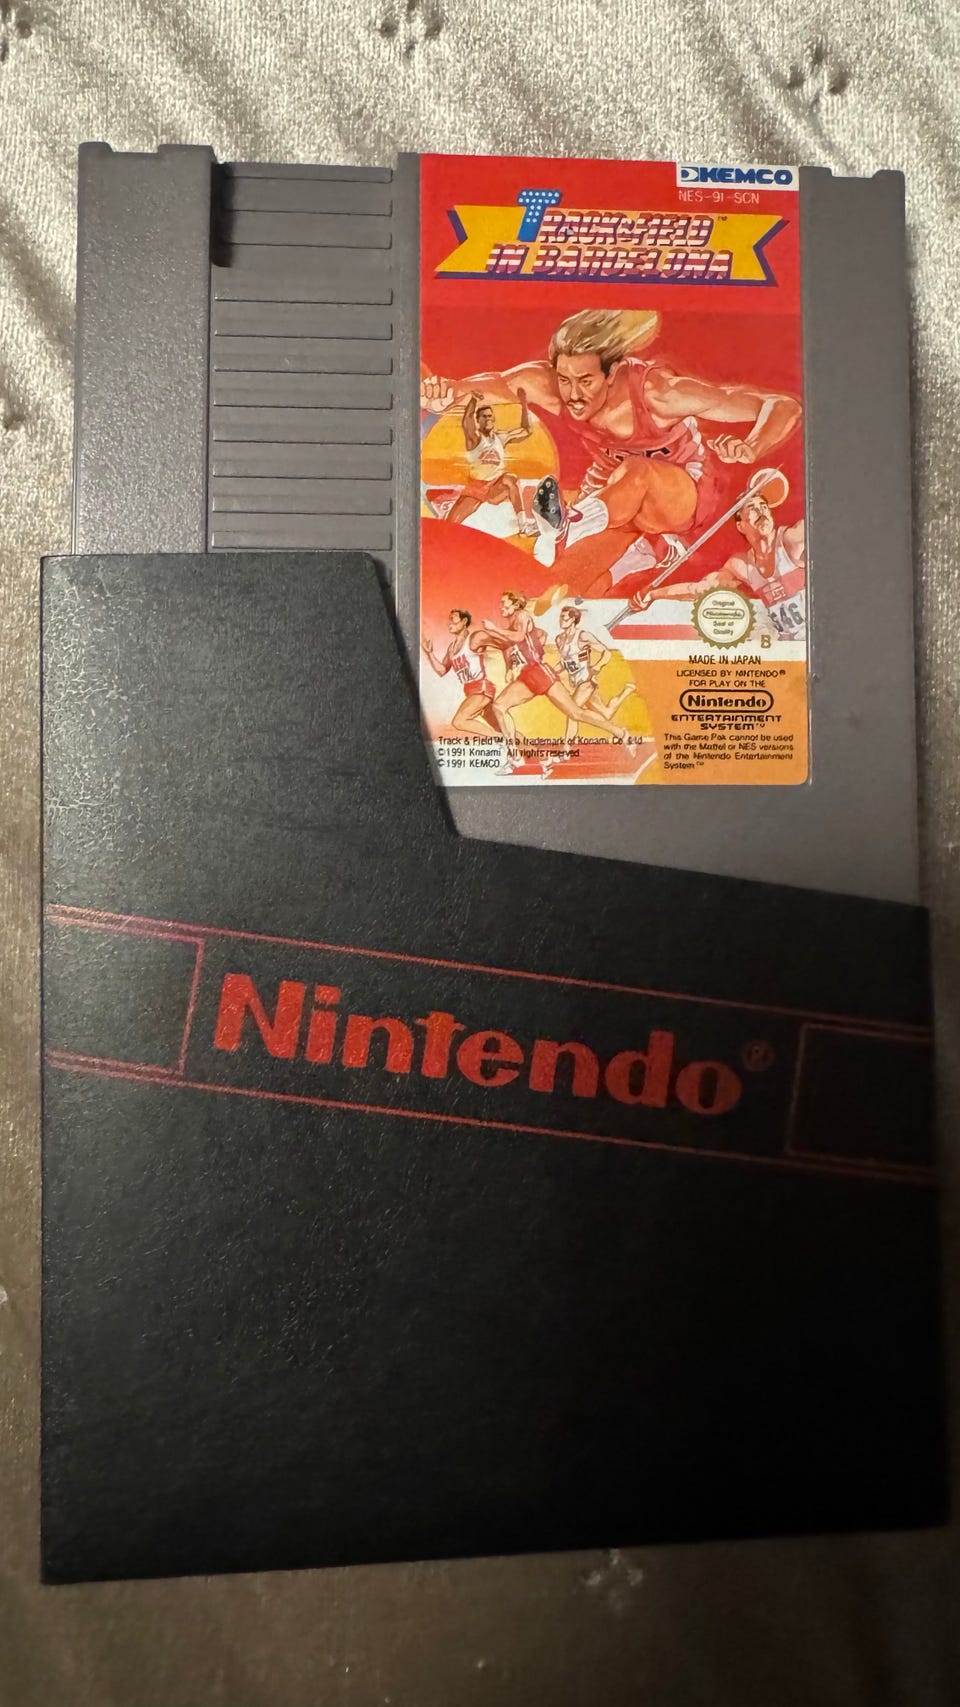 KEMCO
NES-91-SCN
TRACK & FIELD™
IN BARCELONA
Original
Nintendo
Seal of
Quality
B
MADE IN JAPAN
LICENSED BY NINTENDO®
FOR PLAY ON THE
Nintendo
ENTERTAINMENT
SYSTEM™
This Game Pak cannot be used
with the Mattel or NES versions
of the Nintendo Entertainment
System™
Track & Field™ is a trademark of Konami Co. Ltd.
©1991 Konami All rights reserved
©1991 KEMCO
Nintendo®